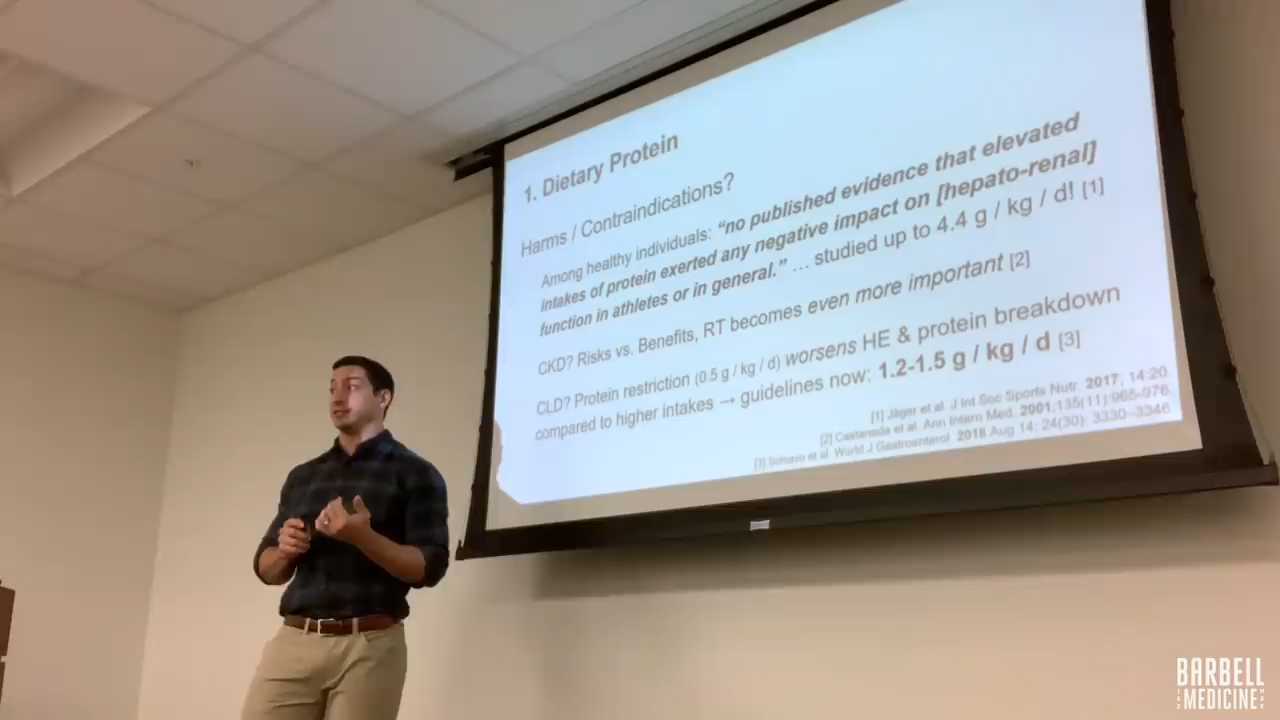 1. Dietary Protein
Harms / Contraindications?
Among healthy individuals: “no published evidence that elevated
intakes of protein exerted any negative impact on [hepato-renal]
function in athletes or in general.” … studied up to 4.4 g / kg / d! [1]
CKD? Risks vs. Benefits, RT becomes even more important [2]
CLD? Protein restriction (0.5 g / kg / d) worsens HE & protein breakdown
compared to higher intakes → guidelines now: 1.2-1.5 g / kg / d [3]
[1] Jäger et al. J Int Soc Sports Nutr. 2017; 14:20
[2] Castaneda et al. Ann Intern Med. 2001;135(11):965-976
[3] et al. World J Gastroenterol. 2018 Aug 14; 24(30): 3330–3346
BARBELL
MEDICINE